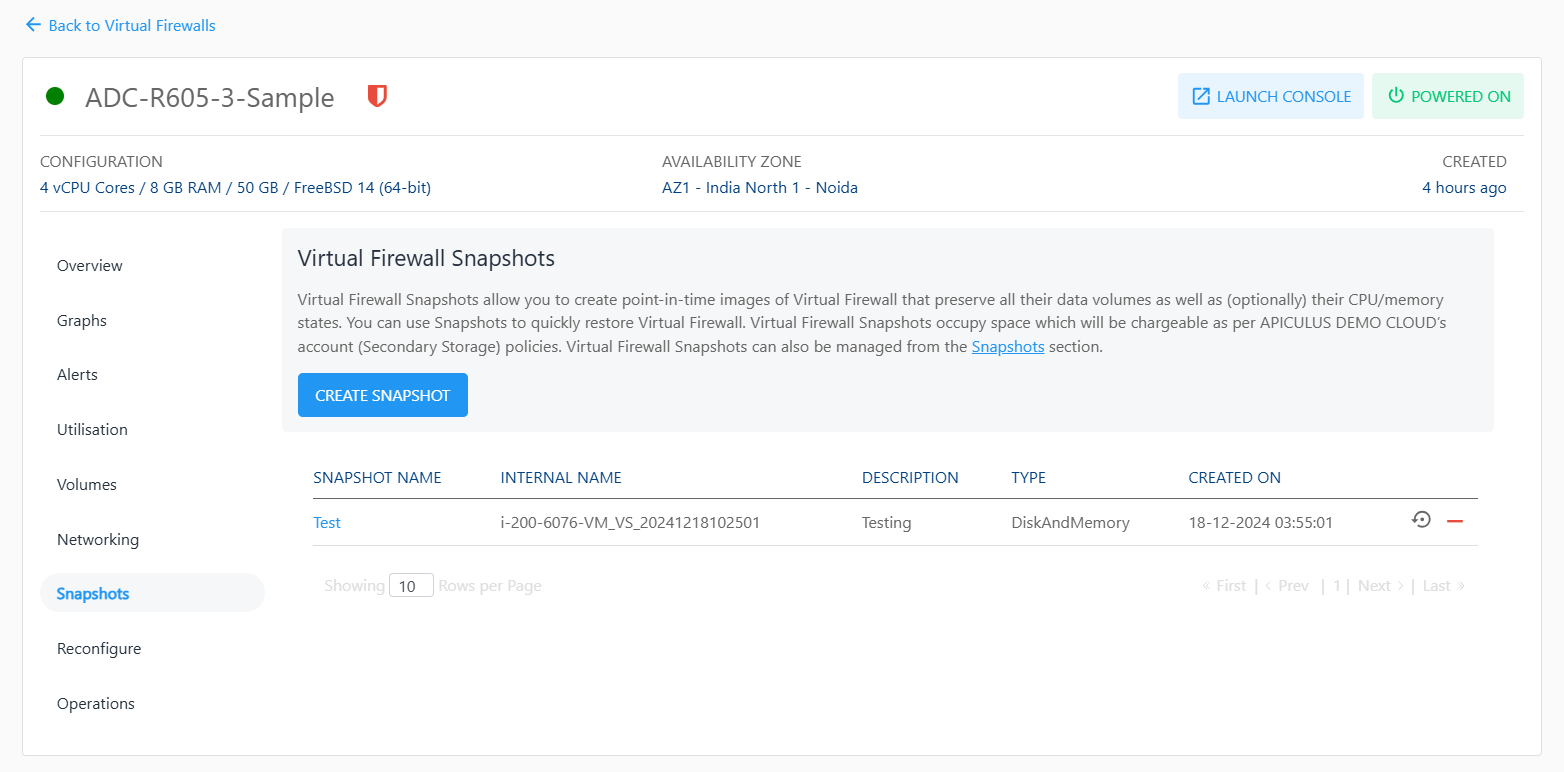 Back to Virtual Firewalls
ADC-R605-3-Sample
LAUNCH CONSOLE
POWERED ON
CONFIGURATION
AVAILABILITY ZONE
CREATED
4 vCPU Cores / 8 GB RAM / 50 GB / FreeBSD 14 (64-bit)
AZ1 - India North 1 - Noida
4 hours ago
Overview
Graphs
Alerts
Utilisation
Volumes
Networking
Snapshots
Reconfigure
Operations
Virtual Firewall Snapshots
Virtual Firewall Snapshots allow you to create point-in-time images of Virtual Firewall that preserve all their data volumes as well as (optionally) their CPU/memory
states. You can use Snapshots to quickly restore Virtual Firewall. Virtual Firewall Snapshots occupy space which will be chargeable as per APICULUS DEMO CLOUD's
account (Secondary Storage) policies. Virtual Firewall Snapshots can also be managed from the Snapshots section.
CREATE SNAPSHOT
SNAPSHOT NAME INTERNAL NAME DESCRIPTION TYPE CREATED ON
Test i-200-6076-VM_VS_20241218102501 Testing DiskAndMemory 18-12-2024 03:55:01
Showing 10 Rows per Page
« First | ‹ Prev | 1 | Next › | Last »